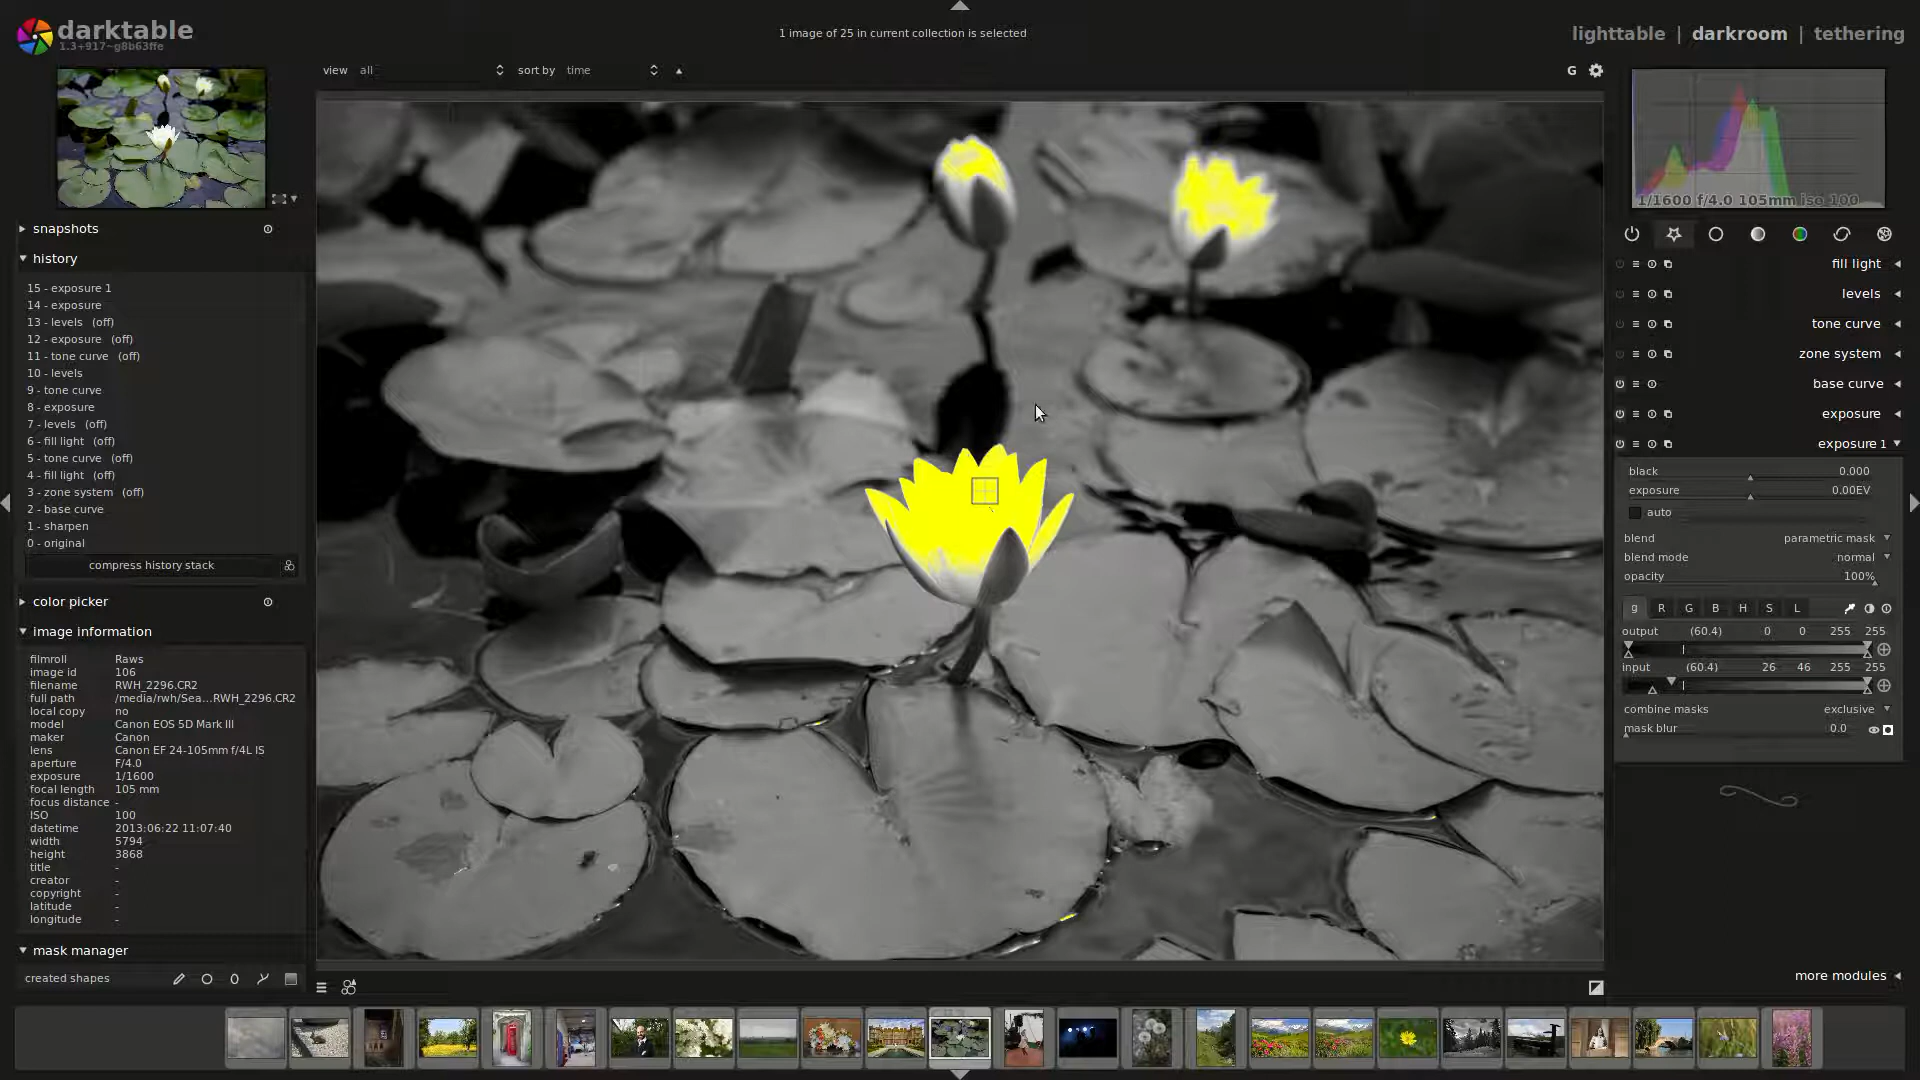 darktable
1.3+917~g8b63ffe
1 image of 25 in current collection is selected
lighttable | darkroom | tethering
view all sort by time
G
1/1600 f/4.0 105mm iso 100
snapshots
history
15 - exposure 1
14 - exposure
13 - levels (off)
12 - exposure (off)
11 - tone curve (off)
10 - levels
9 - tone curve
8 - exposure
7 - levels (off)
6 - fill light (off)
5 - tone curve (off)
4 - fill light (off)
3 - zone system (off)
2 - base curve
1 - sharpen
0 - original
compress history stack
color picker
image information
filmroll Raws
image id 106
filename RWH_2296.CR2
full path /media/rwh/Sea...RWH_2296.CR2
local copy no
model Canon EOS 5D Mark III
maker Canon
lens Canon EF 24-105mm f/4L IS
aperture F/4.0
exposure 1/1600
focal length 105 mm
focus distance -
ISO 100
datetime 2013:06:22 11:07:40
width 5794
height 3868
title -
creator -
copyright -
latitude -
longitude -
mask manager
created shapes
fill light
levels
tone curve
zone system
base curve
exposure
exposure 1
black 0.000
exposure 0.00EV
auto
blend parametric mask
blend mode normal
opacity 100%
g R G B H S L
output (60.4) 0 0 255 255
input (60.4) 26 46 255 255
combine masks exclusive
mask blur 0.0
more modules